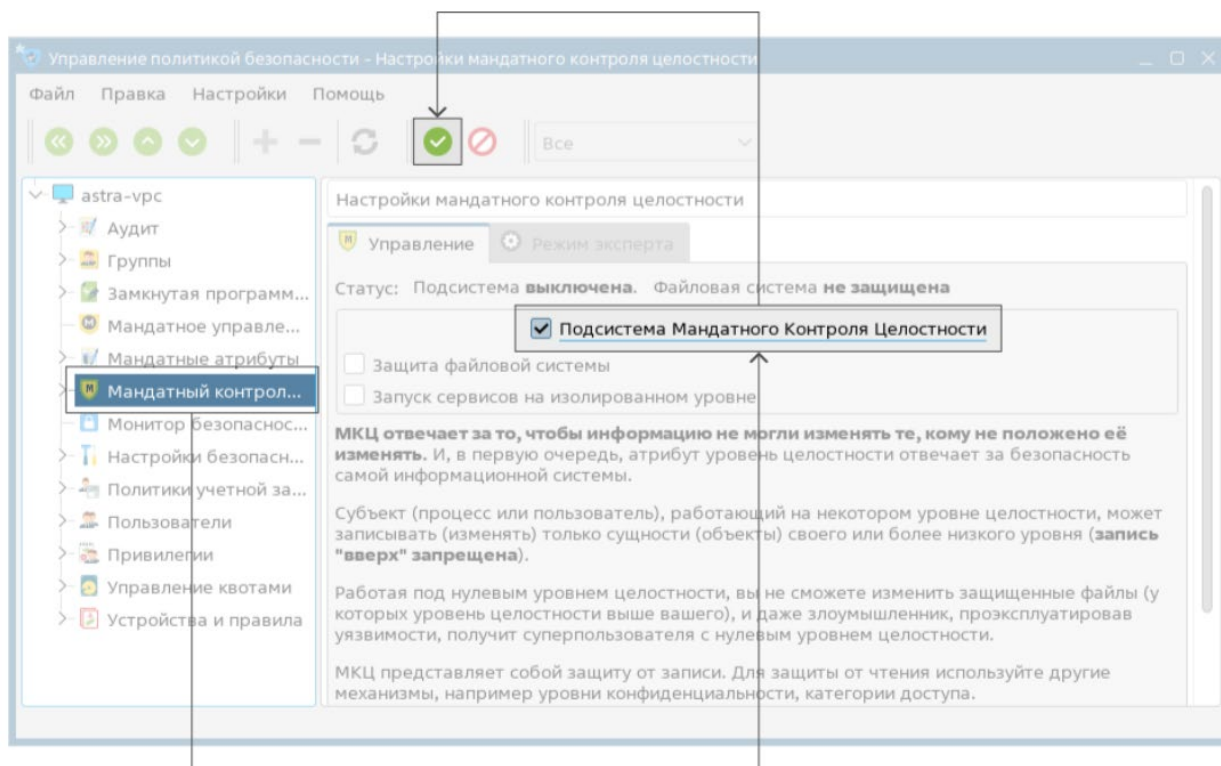 Управление политикой безопасности - Настройки мандатного контроля целостности
Файл Правка Настройки Помощь
Все
astra-vpc
Аудит
Группы
Замкнутая программ...
Мандатное управле...
Мандатные атрибуты
Мандатный контрол...
Монитор безопаснос...
Настройки безопасн...
Политики учетной за...
Пользователи
Привилегии
Управление квотами
Устройства и правила
Настройки мандатного контроля целостности
Управление Режим эксперта
Статус: Подсистема выключена. Файловая система не защищена
Подсистема Мандатного Контроля Целостности
Защита файловой системы
Запуск сервисов на изолированном уровне
МКЦ отвечает за то, чтобы информацию не могли изменять те, кому не положено её
изменять. И, в первую очередь, атрибут уровень целостности отвечает за безопасность
самой информационной системы.
Субъект (процесс или пользователь), работающий на некотором уровне целостности, может
записывать (изменять) только сущности (объекты) своего или более низкого уровня (запись
"вверх" запрещена).
Работая под нулевым уровнем целостности, вы не сможете изменить защищенные файлы (у
которых уровень целостности выше вашего), и даже злоумышленник, проэксплуатировав
уязвимости, получит суперпользователя с нулевым уровнем целостности.
МКЦ представляет собой защиту от записи. Для защиты от чтения используйте другие
механизмы, например уровни конфиденциальности, категории доступа.